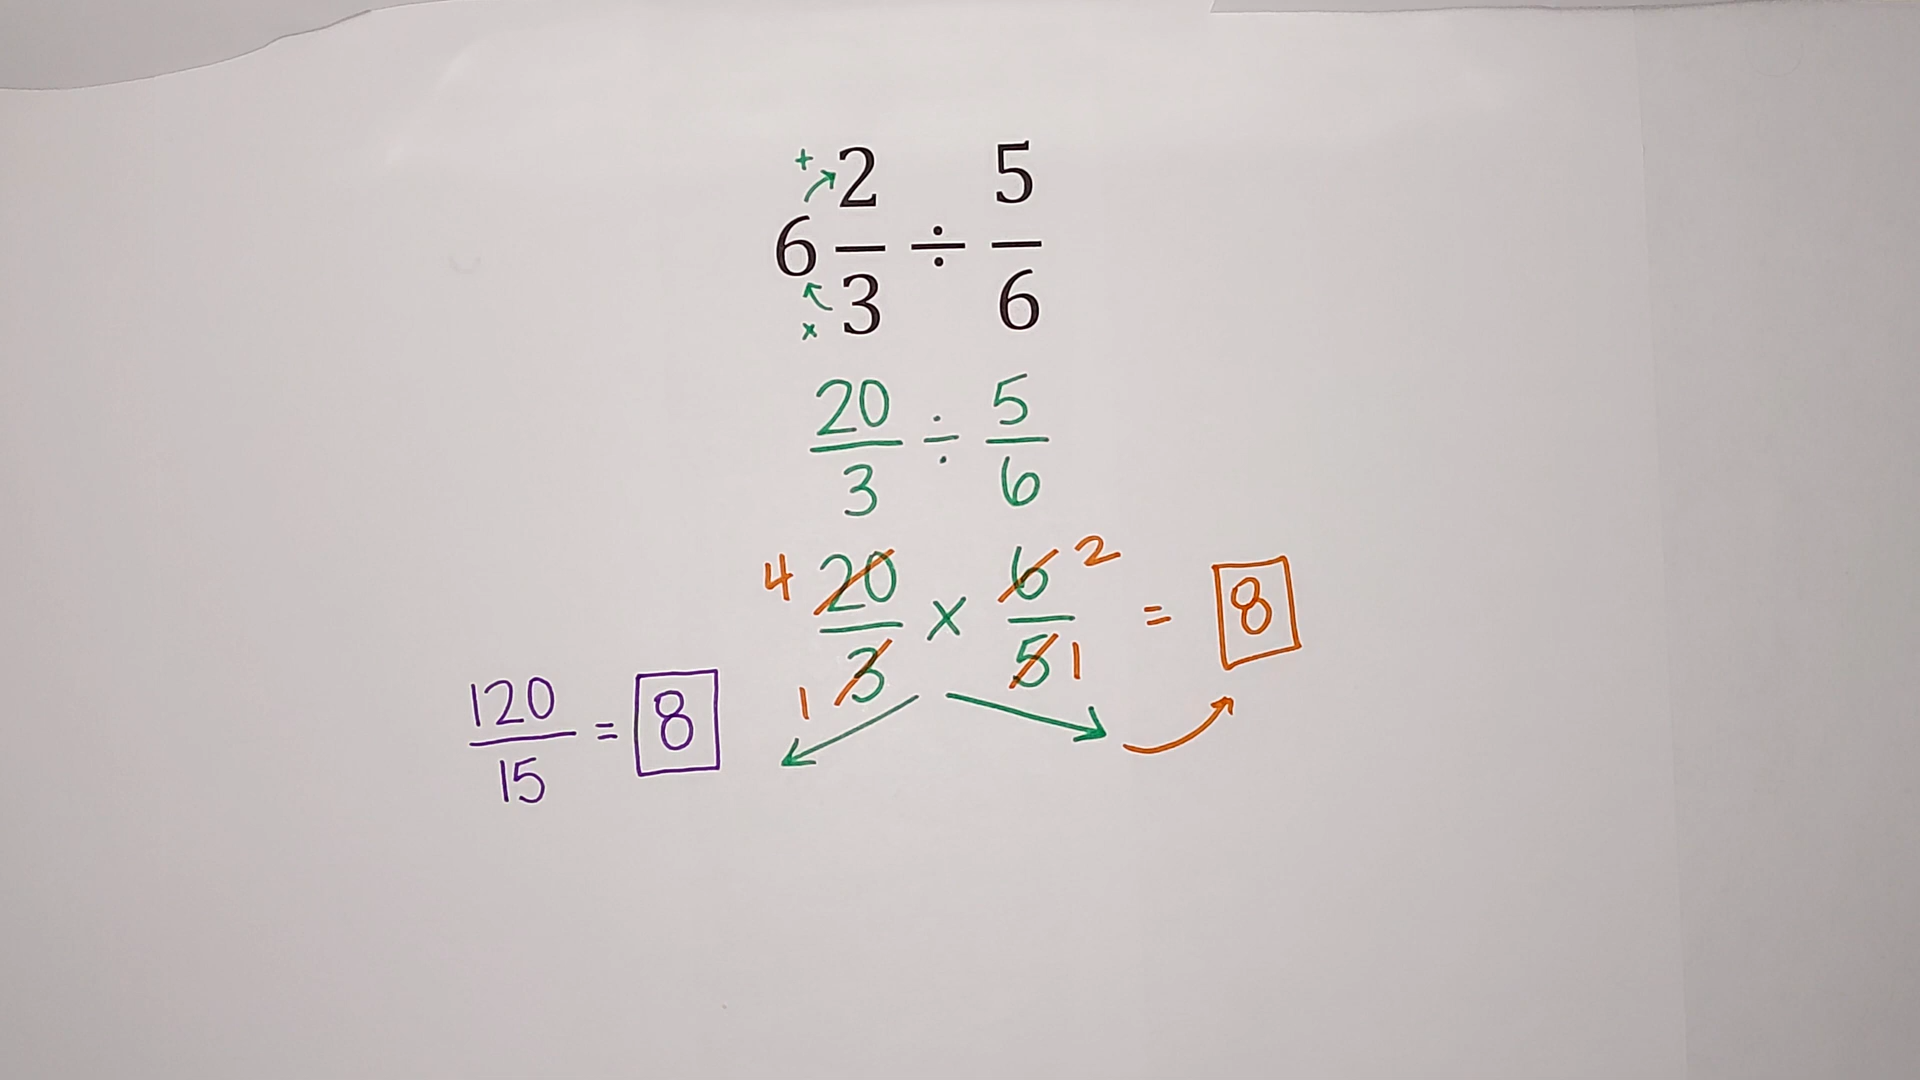 6 2/3 ÷ 5/6
+
×
20/3 ÷ 5/6
4 20/3 1 × 6/5 2 1 = 8
120/15 = 8